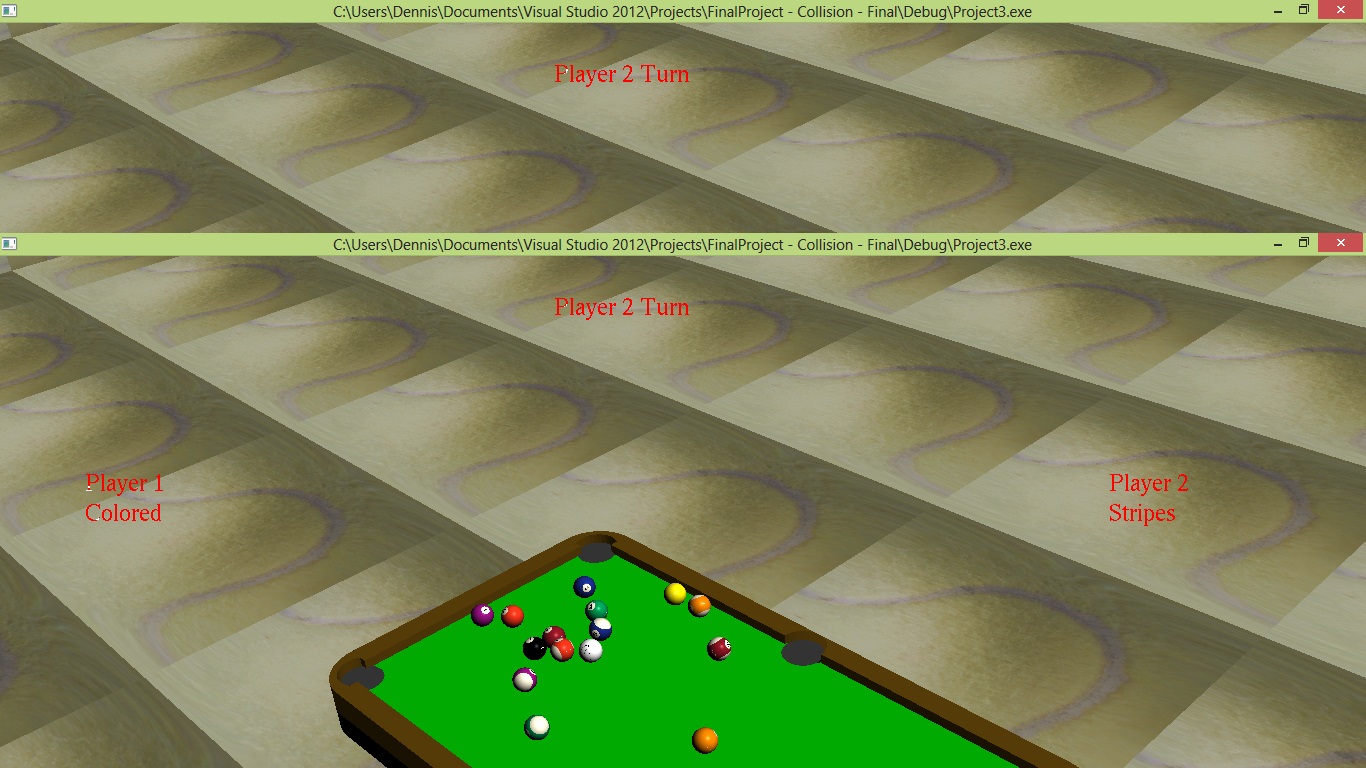 C:\Users\Dennis\Documents\Visual Studio 2012\Projects\FinalProject - Collision - Final\Debug\Project3.exe
Player 2 Turn
C:\Users\Dennis\Documents\Visual Studio 2012\Projects\FinalProject - Collision - Final\Debug\Project3.exe
Player 2 Turn
Player 1
Colored
Player 2
Stripes